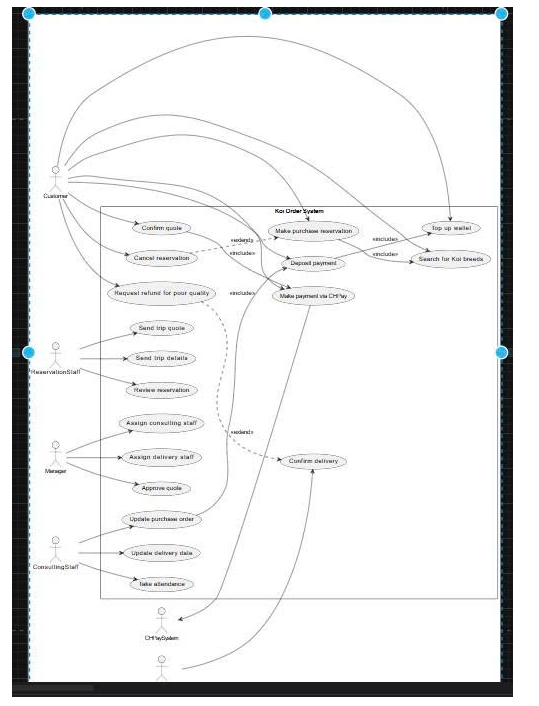 Customer
Koi Order System
Confirm quote
Make purchase reservation
Top up wallet
«extends»
«include»
Cancel reservation
«include»
«include»
Deposit payment
Search for Koi breeds
Request refund for poor quality
«include»
Make payment via CHPay
Send trip quote
ReservationStaff
Send trip details
Review reservation
Assign consulting staff
«extend»
Manager
Assign delivery staff
Confirm delivery
Approve quote
Update purchase order
ConsultingStaff
Update delivery date
Take attendance
CHPaySystem